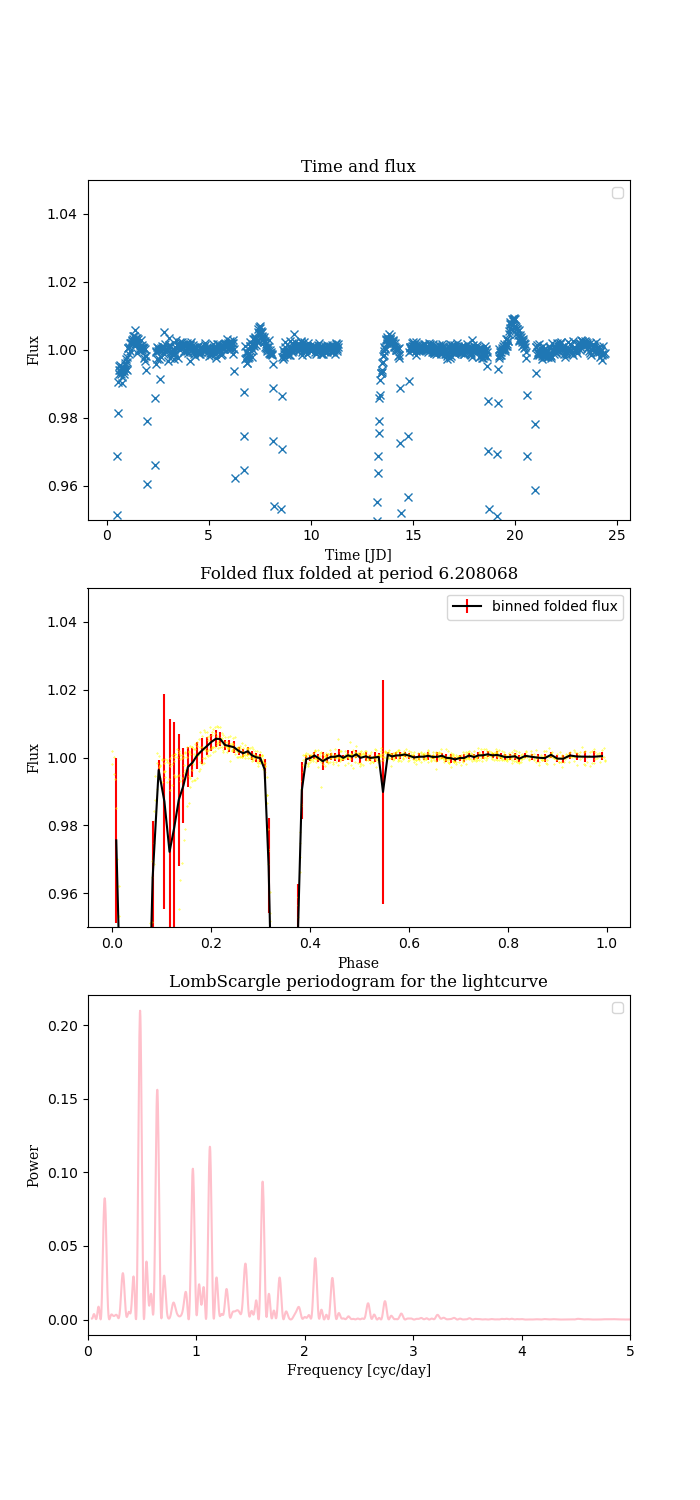 Time and flux
1.04
1.02
1.00
0.98
0.96
Flux
0 5 10 15 20 25
Time [JD]
Folded flux folded at period 6.208068
binned folded flux
1.04
1.02
1.00
0.98
0.96
Flux
0.0 0.2 0.4 0.6 0.8 1.0
Phase
LombScargle periodogram for the lightcurve
0.20
0.15
0.10
0.05
0.00
Power
0 1 2 3 4 5
Frequency [cyc/day]